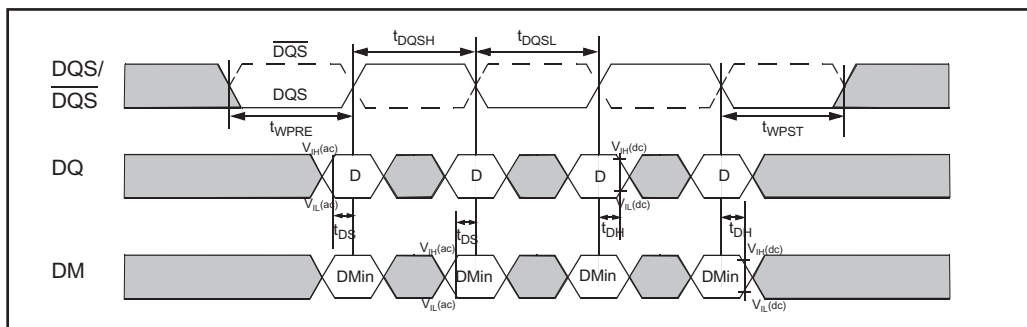 DQS/
DQS
DQS
DQS
tDQSH
tDQSL
tWPRE
tWPST
DQ
VIH(ac)
VIL(ac)
D
D
D
D
VIH(dc)
VIL(dc)
tDS
tDS
tDH
tDH
DM
VIH(ac)
VIL(ac)
DMin
DMin
DMin
DMin
VIH(dc)
VIL(dc)